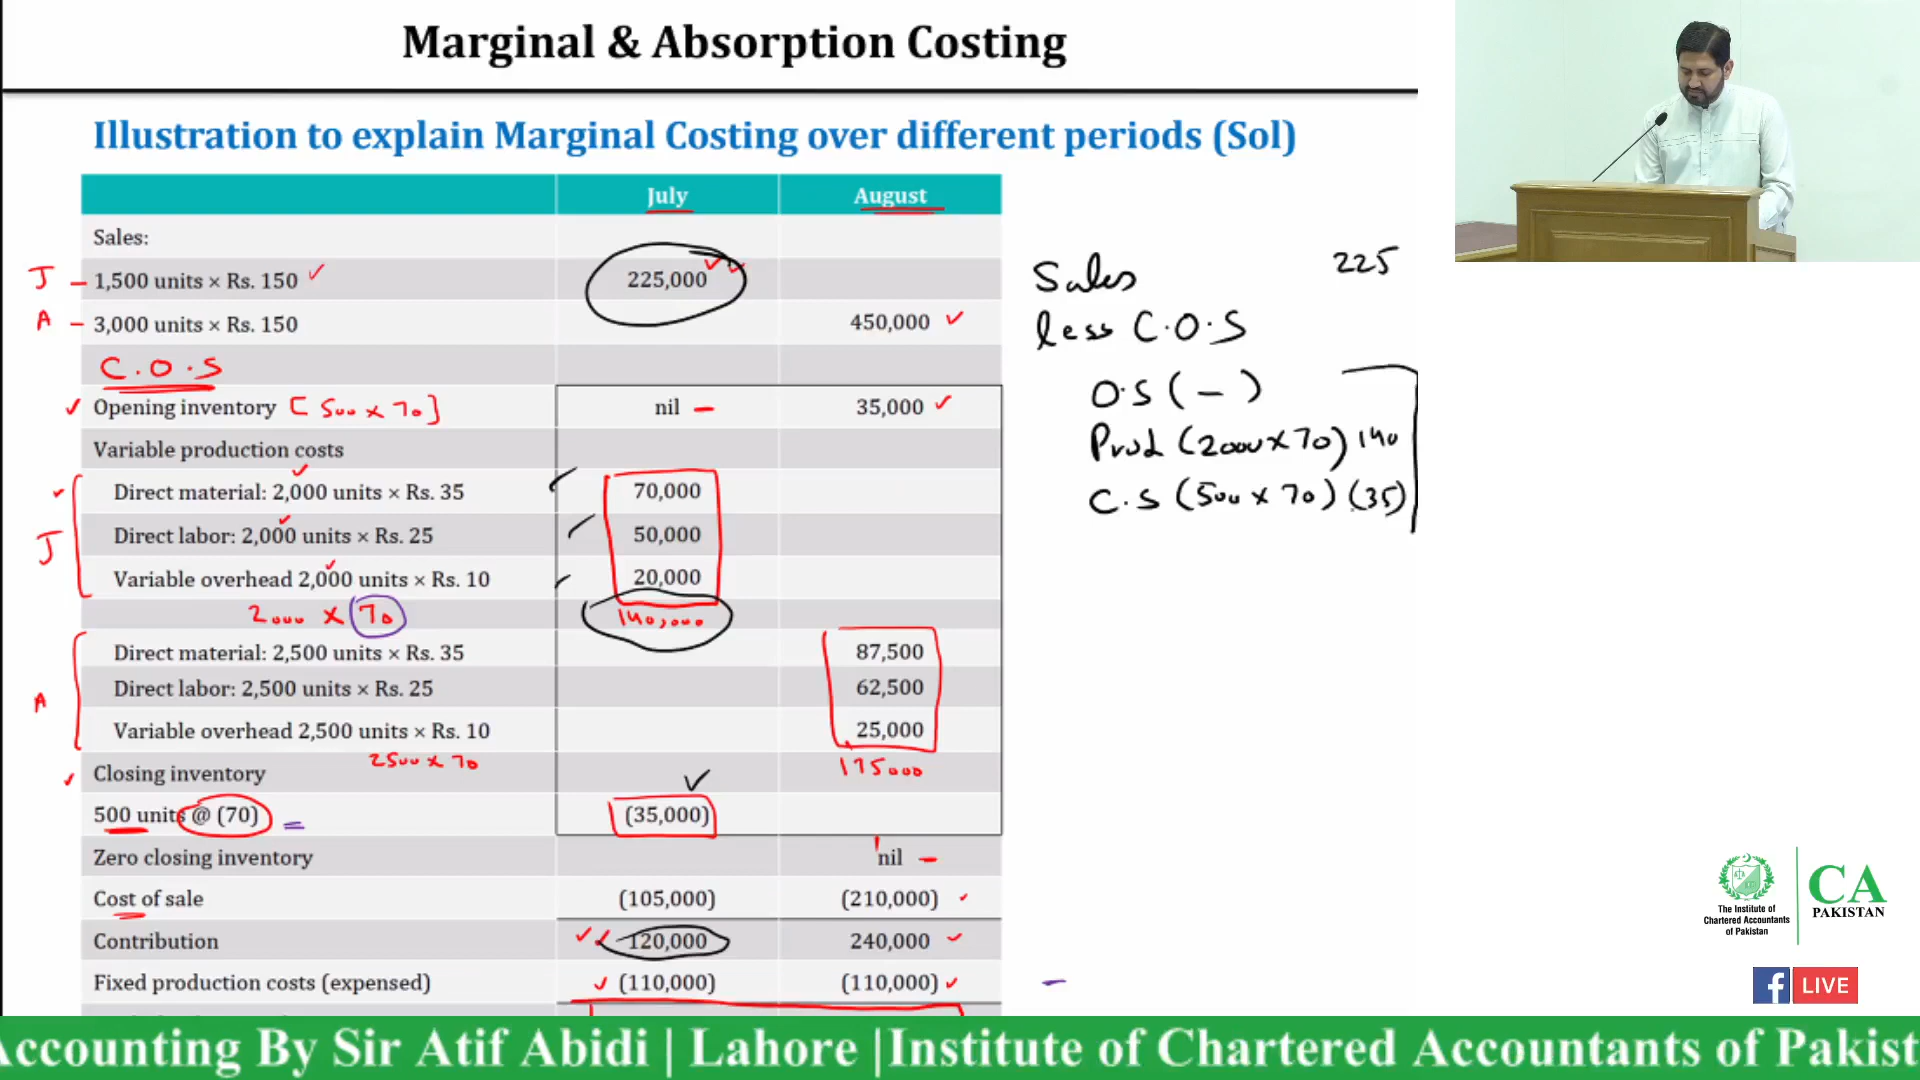 Marginal & Absorption Costing
Illustration to explain Marginal Costing over different periods (Sol)
July August
Sales:
J - 1,500 units × Rs. 150 225,000
A - 3,000 units × Rs. 150 450,000
C.O.S
Opening inventory [500 x 70] nil - 35,000
Variable production costs
Direct material: 2,000 units × Rs. 35 70,000
J Direct labor: 2,000 units × Rs. 25 50,000
Variable overhead 2,000 units × Rs. 10 20,000
2000 x 70 140,000
Direct material: 2,500 units × Rs. 35 87,500
A Direct labor: 2,500 units × Rs. 25 62,500
Variable overhead 2,500 units × Rs. 10 25,000
2500 x 70 175000
Closing inventory
500 units @ (70) = (35,000)
Zero closing inventory nil -
Cost of sale (105,000) (210,000)
Contribution 120,000 240,000
Fixed production costs (expensed) (110,000) (110,000)
Sales 225
less C.O.S
O.S ( - )
Prod (2000 x 70) 140
C.S (500 x 70) (35)
The Institute of
Chartered Accountants
of Pakistan
CA
PAKISTAN
f LIVE
Accounting By Sir Atif Abidi | Lahore |Institute of Chartered Accountants of Pakist